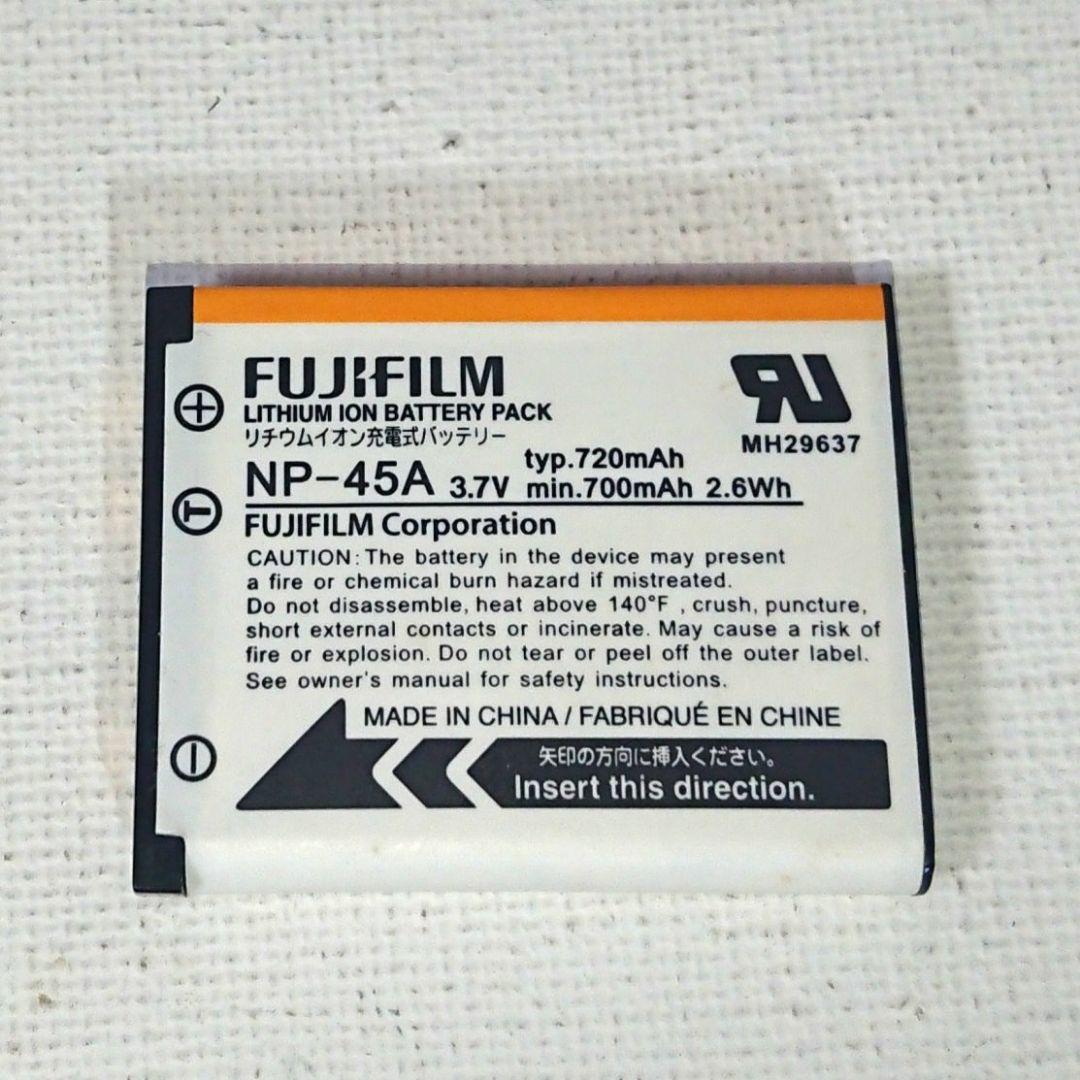 FUJIFILM
LITHIUM ION BATTERY PACK
リチウムイオン充電式バッテリー
NP-45A 3.7V typ.720mAh
min.700mAh 2.6Wh
FUJIFILM Corporation
RU
MH29637
+
T
−
CAUTION: The battery in the device may present
a fire or chemical burn hazard if mistreated.
Do not disassemble, heat above 140°F , crush, puncture,
short external contacts or incinerate. May cause a risk of
fire or explosion. Do not tear or peel off the outer label.
See owner's manual for safety instructions.
MADE IN CHINA / FABRIQUÉ EN CHINE
矢印の方向に挿入ください。
Insert this direction.